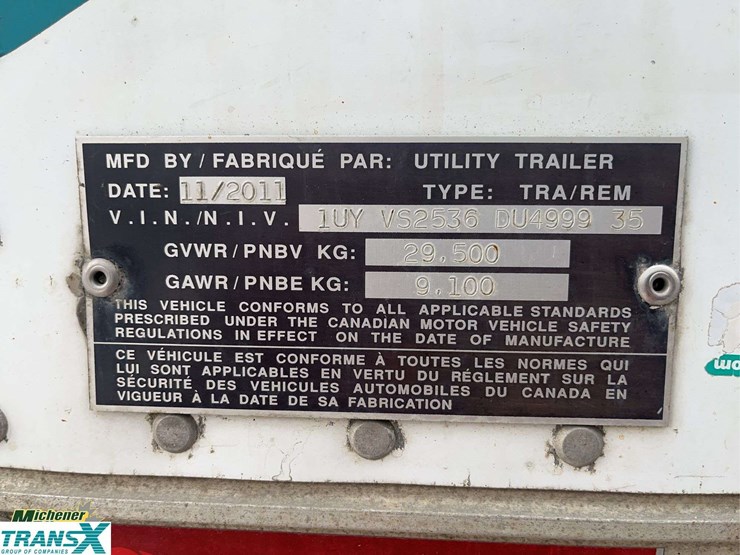 MFD BY / FABRIQUÉ PAR: UTILITY TRAILER
DATE: 11/2011 TYPE: TRA/REM
V.I.N./N.I.V. 1UY VS2536 DU4999 35
GVWR / PNBV KG: 29,500
GAWR / PNBE KG: 9,100
THIS VEHICLE CONFORMS TO ALL APPLICABLE STANDARDS
PRESCRIBED UNDER THE CANADIAN MOTOR VEHICLE SAFETY
REGULATIONS IN EFFECT ON THE DATE OF MANUFACTURE
CE VÉHICULE EST CONFORME À TOUTES LES NORMES QUI
LUI SONT APPLICABLES EN VERTU DU RÉGLEMENT SUR LA
SÉCURITÉ DES VEHICULES AUTOMOBILES DU CANADA EN
VIGUEUR À LA DATE DE SA FABRICATION
Michener
TRANSX
GROUP OF COMPANIES